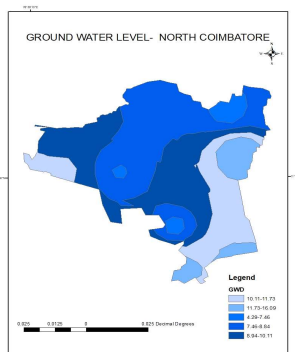 GROUND WATER LEVEL- NORTH COIMBATORE
N
Legend
GWD
10.11-11.73
11.73-16.09
4.29-7.46
7.46-8.84
8.84-10.11
0.025 0.0125 0 0.025 Decimal Degrees